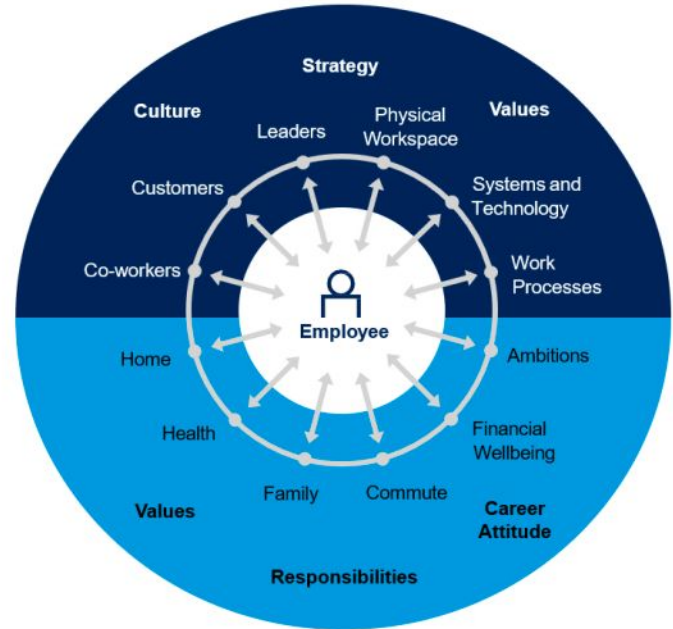 Strategy
Culture
Values
Leaders
Physical
Workspace
Customers
Systems and
Technology
Co-workers
Work
Processes
Employee
Home
Ambitions
Health
Financial
Wellbeing
Family
Commute
Values
Career
Attitude
Responsibilities